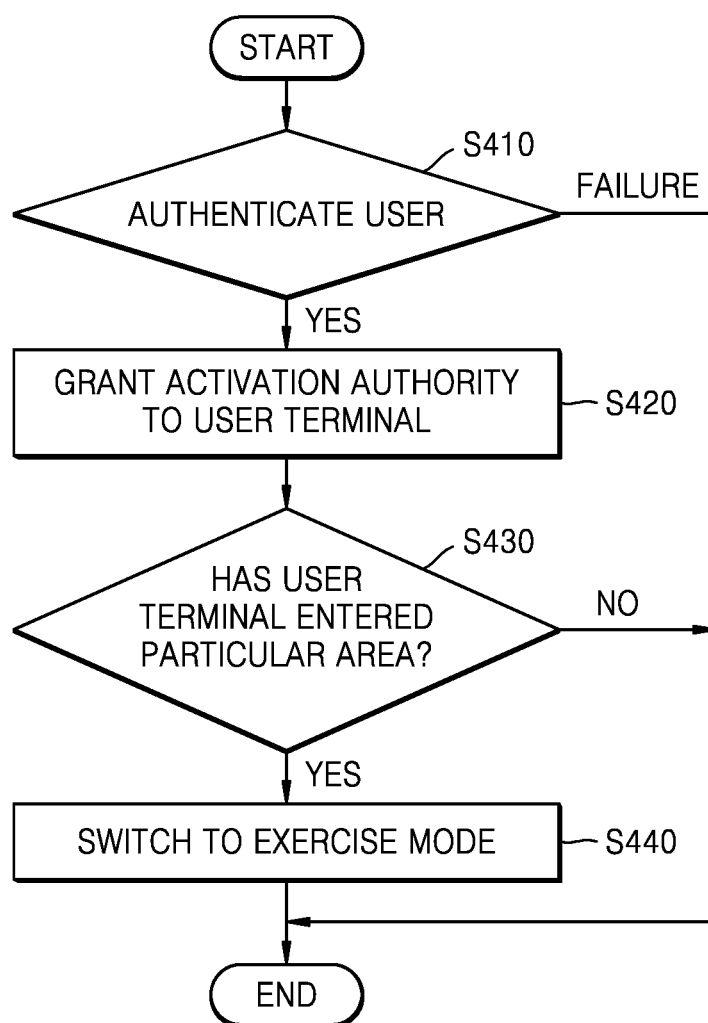 START
S410
AUTHENTICATE USER
FAILURE
YES
GRANT ACTIVATION AUTHORITY
TO USER TERMINAL
S420
S430
HAS USER
TERMINAL ENTERED
PARTICULAR AREA?
NO
YES
SWITCH TO EXERCISE MODE
S440
END